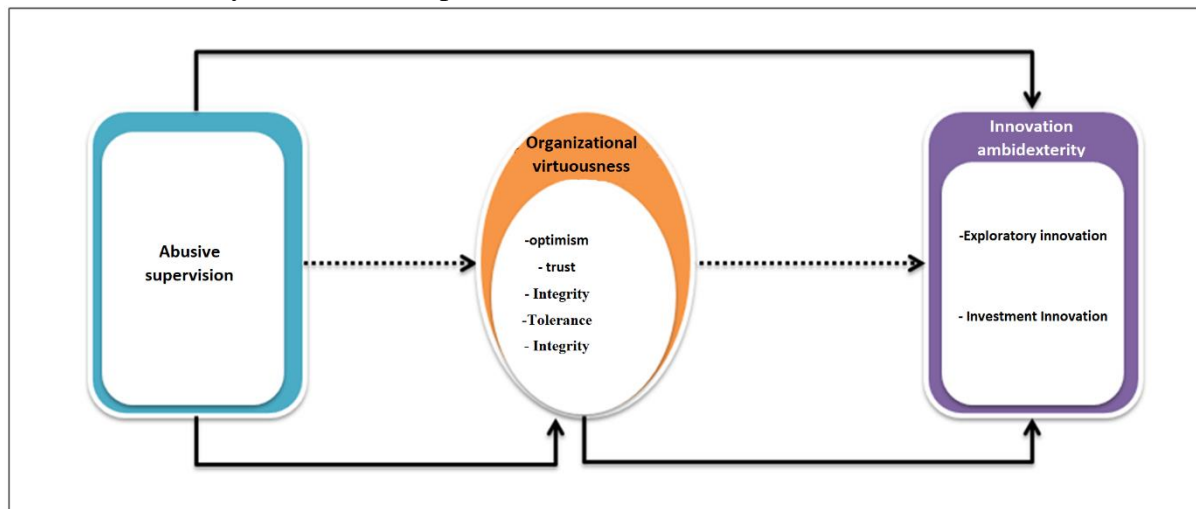 Abusive
supervision
Organizational
virtuousness
-optimism
- trust
- Integrity
-Tolerance
- Integrity
Innovation
ambidexterity
-Exploratory innovation
- Investment Innovation